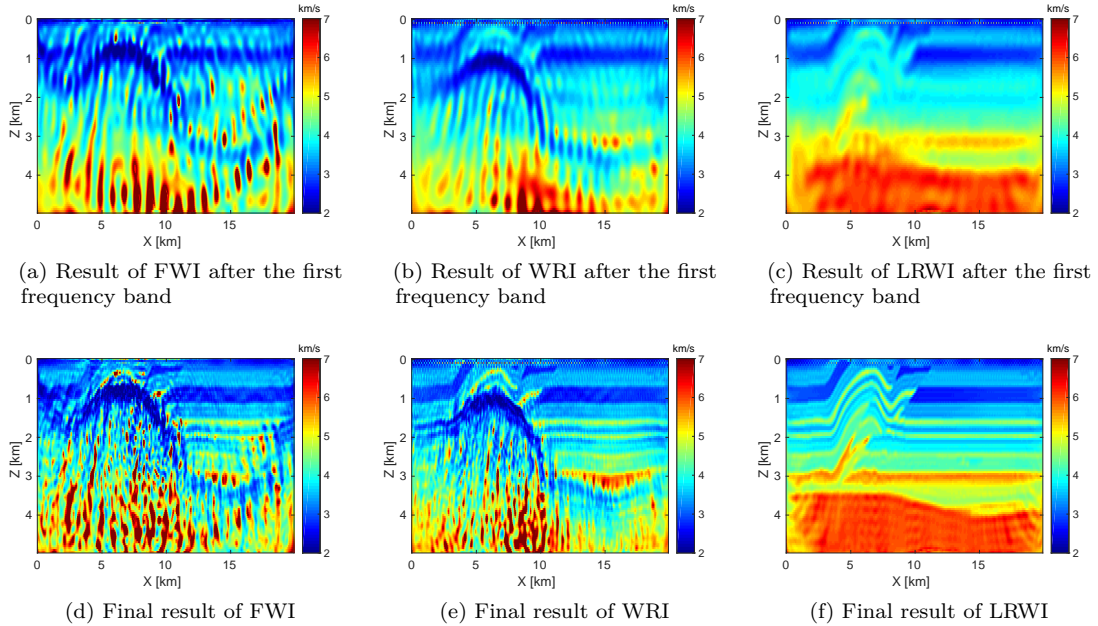 km/s
7
6
5
4
3
2
0
1
2
3
4
Z [km]
0 5 10 15
X [km]
km/s
7
6
5
4
3
2
0
1
2
3
4
Z [km]
0 5 10 15
X [km]
km/s
7
6
5
4
3
2
0
1
2
3
4
Z [km]
0 5 10 15
X [km]
(a) Result of FWI after the first
frequency band
(b) Result of WRI after the first
frequency band
(c) Result of LRWI after the first
frequency band
km/s
7
6
5
4
3
2
0
1
2
3
4
Z [km]
0 5 10 15
X [km]
km/s
7
6
5
4
3
2
0
1
2
3
4
Z [km]
0 5 10 15
X [km]
km/s
7
6
5
4
3
2
0
1
2
3
4
Z [km]
0 5 10 15
X [km]
(d) Final result of FWI
(e) Final result of WRI
(f) Final result of LRWI